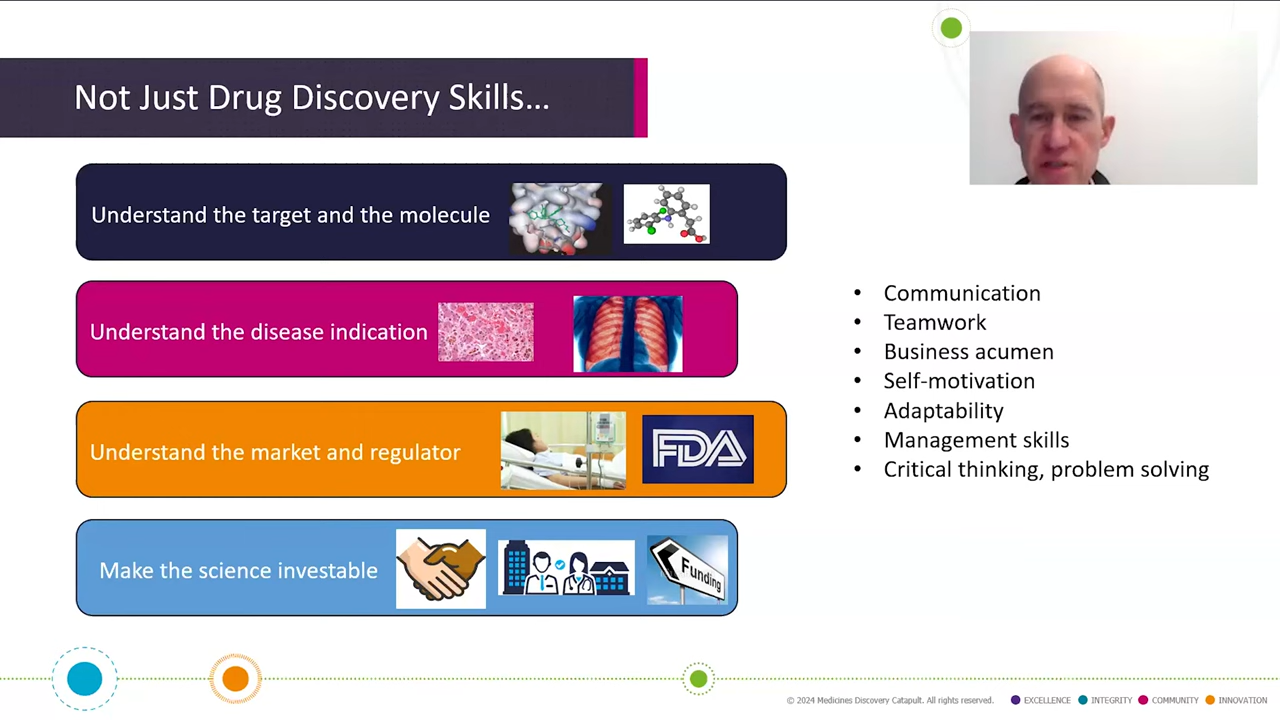 Not Just Drug Discovery Skills...
Understand the target and the molecule
Understand the disease indication
Understand the market and regulator
FDA
Make the science investable
Funding
• Communication
• Teamwork
• Business acumen
• Self-motivation
• Adaptability
• Management skills
• Critical thinking, problem solving
© 2024 Medicines Discovery Catapult. All rights reserved. EXCELLENCE INTEGRITY COMMUNITY INNOVATION